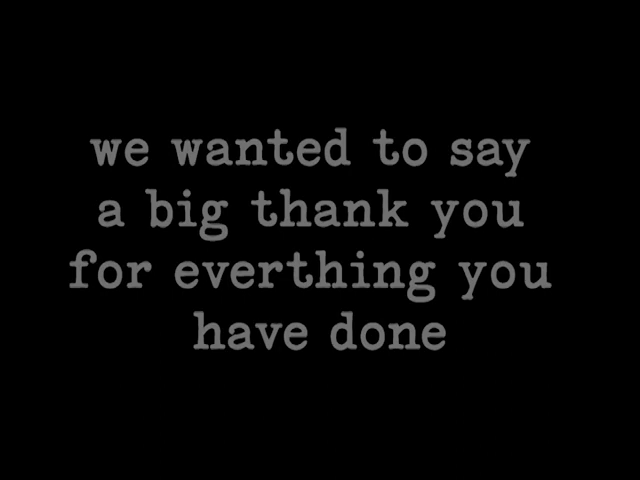 we wanted to say
a big thank you
for everthing you
have done